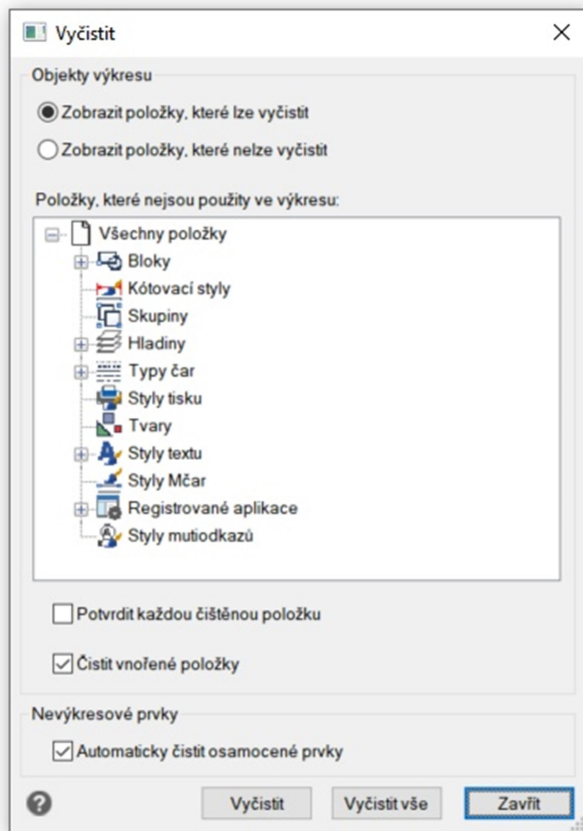 Vyčistit
Objekty výkresu
Zobrazit položky, které lze vyčistit
Zobrazit položky, které nelze vyčistit
Položky, které nejsou použity ve výkresu:
Všechny položky
Bloky
Kótovací styly
Skupiny
Hladiny
Typy čar
Styly tisku
Tvary
Styly textu
Styly Mčar
Registrované aplikace
Styly mutiodkazů
Potvrdit každou čištěnou položku
Čistit vnořené položky
Nevýkresové prvky
Automaticky čistit osamocené prvky
Vyčistit Vyčistit vše Zavřít